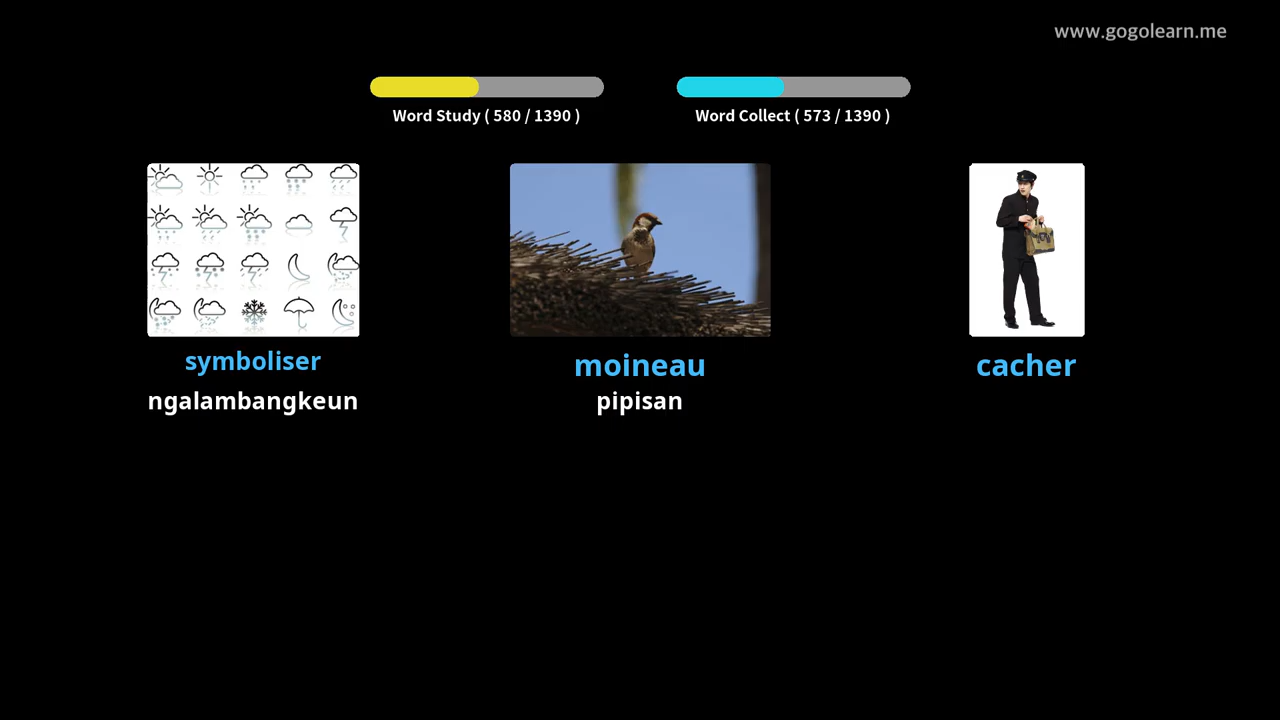 www.gogolearn.me
Word Study ( 580 / 1390 )
Word Collect ( 573 / 1390 )
symboliser
moineau
cacher
ngalambangkeun
pipisan